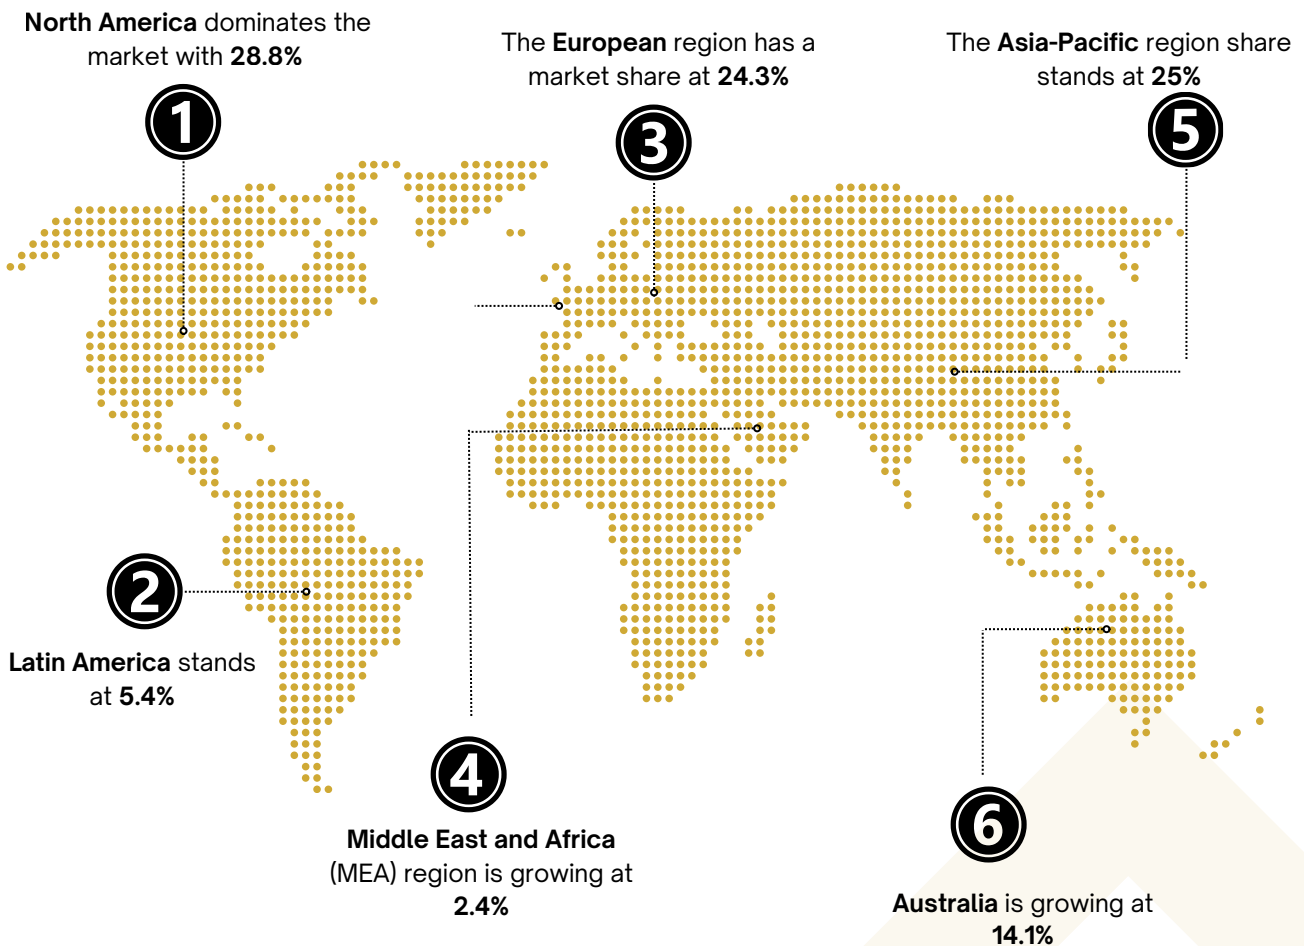 North America dominates the
market with 28.8%
1
The European region has a
market share at 24.3%
3
The Asia-Pacific region share
stands at 25%
5
2
Latin America stands
at 5.4%
4
Middle East and Africa
(MEA) region is growing at
2.4%
6
Australia is growing at
14.1%